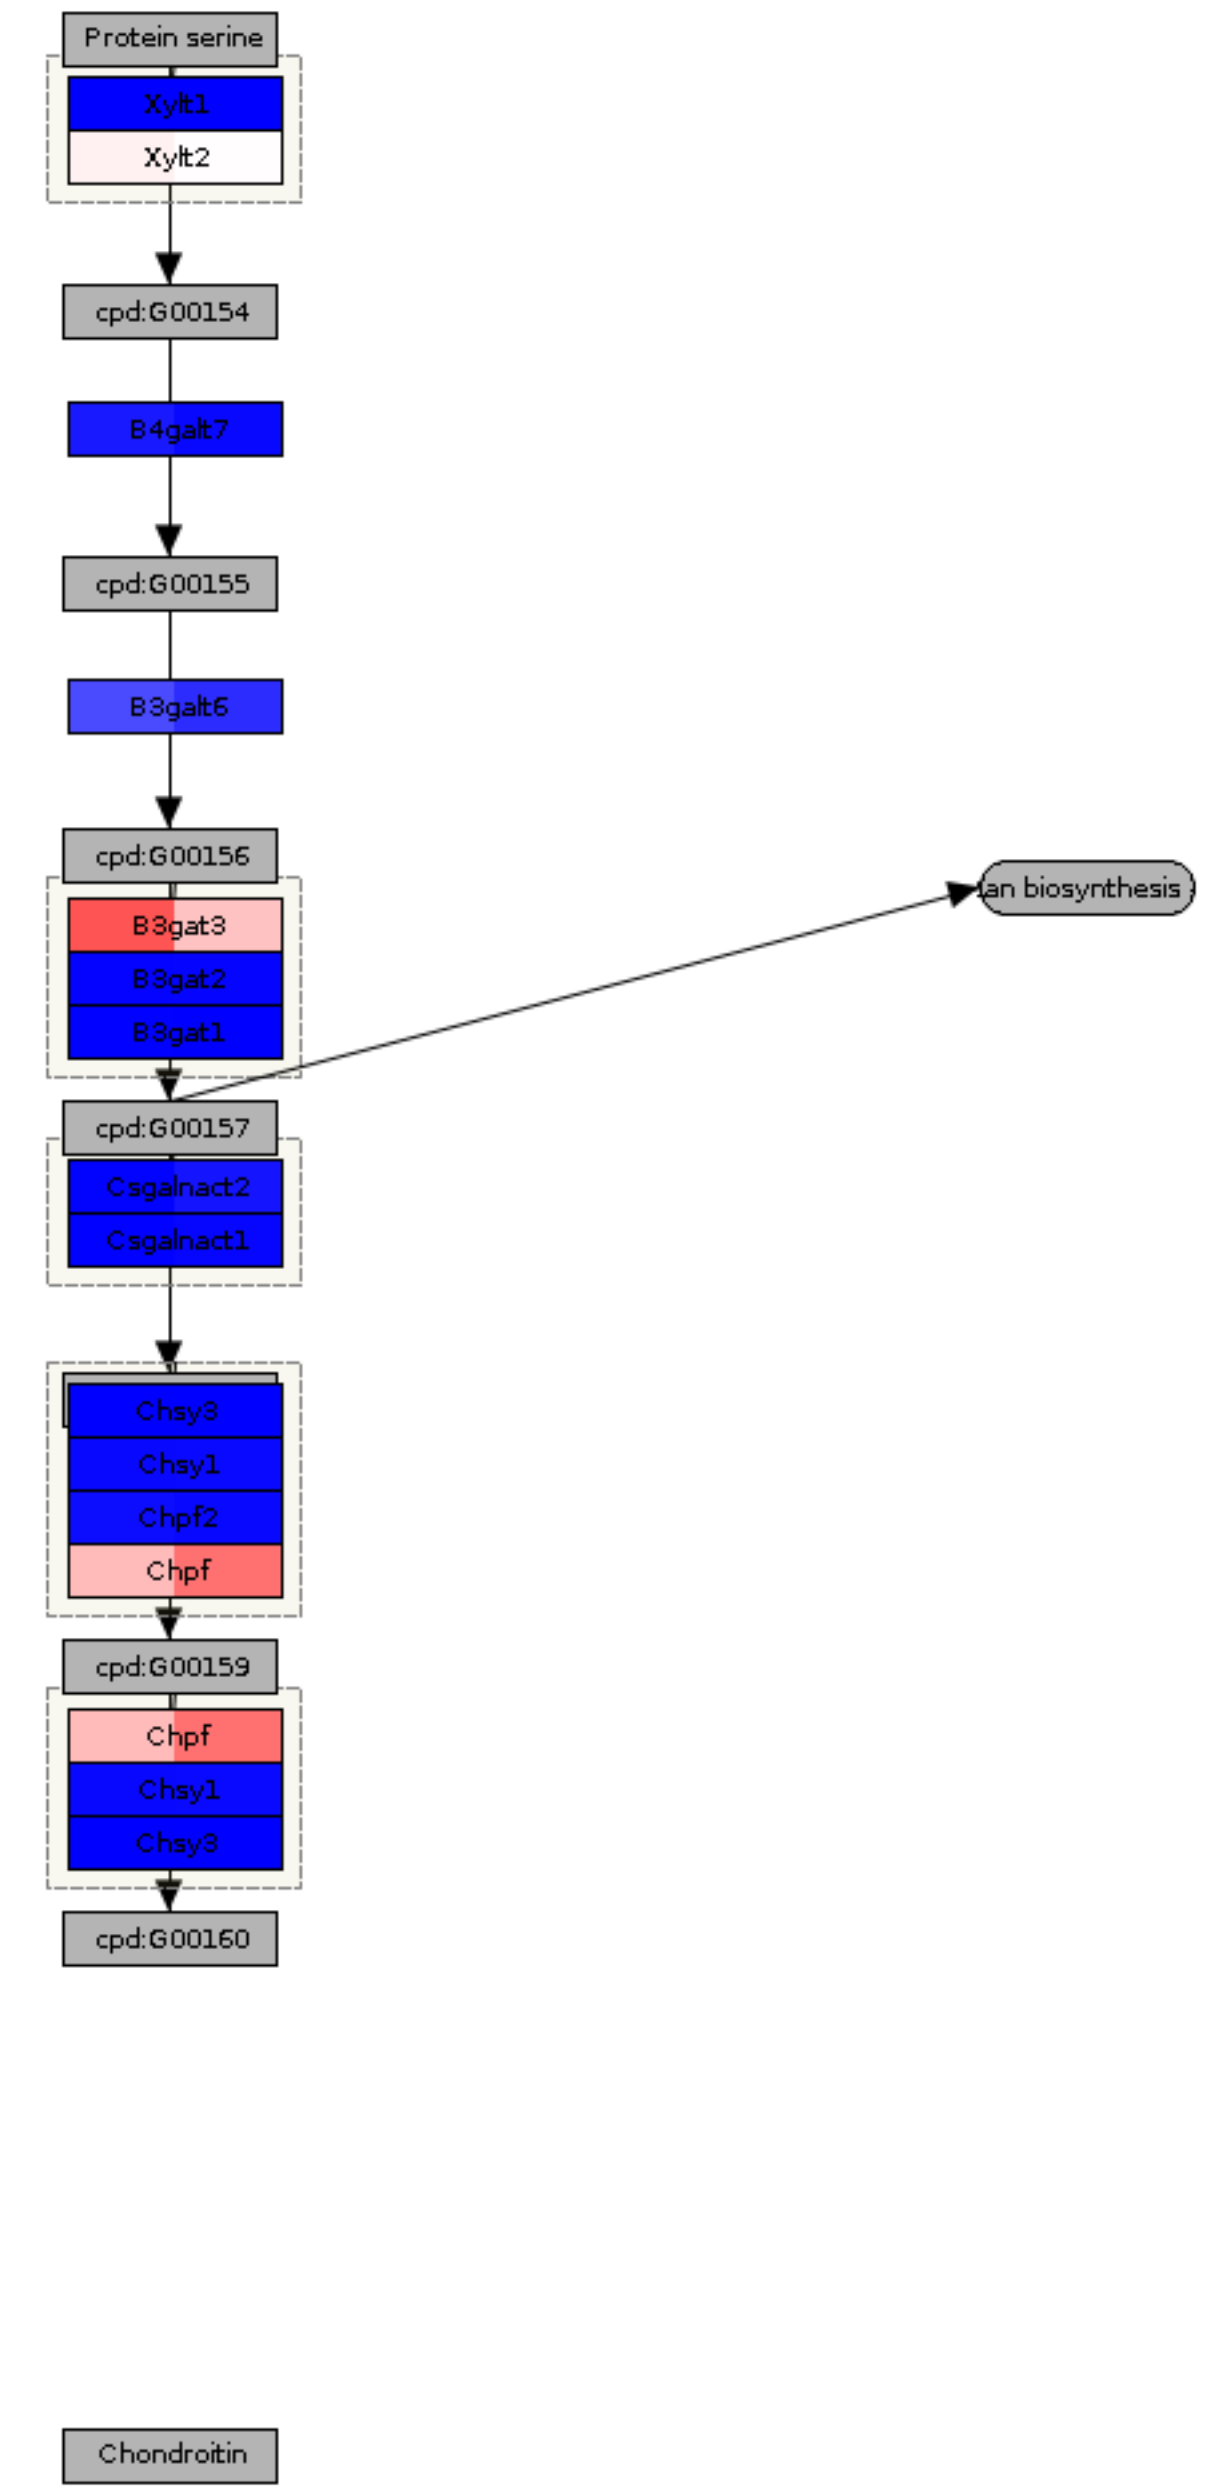 Protein serine
Xylt1
Xylt2
cpd:G00154
B4galt7
cpd:G00155
B3galt6
cpd:G00156
an biosynthesis
B3gat3
B3gat2
B3gat1
cpd:G00157
Csgalnact2
Csgalnact1
Chsy3
Chsy1
Chpf2
Chpf
cpd:G00159
Chpf
Chsy1
Chsy3
cpd:G00160
Chondroitin